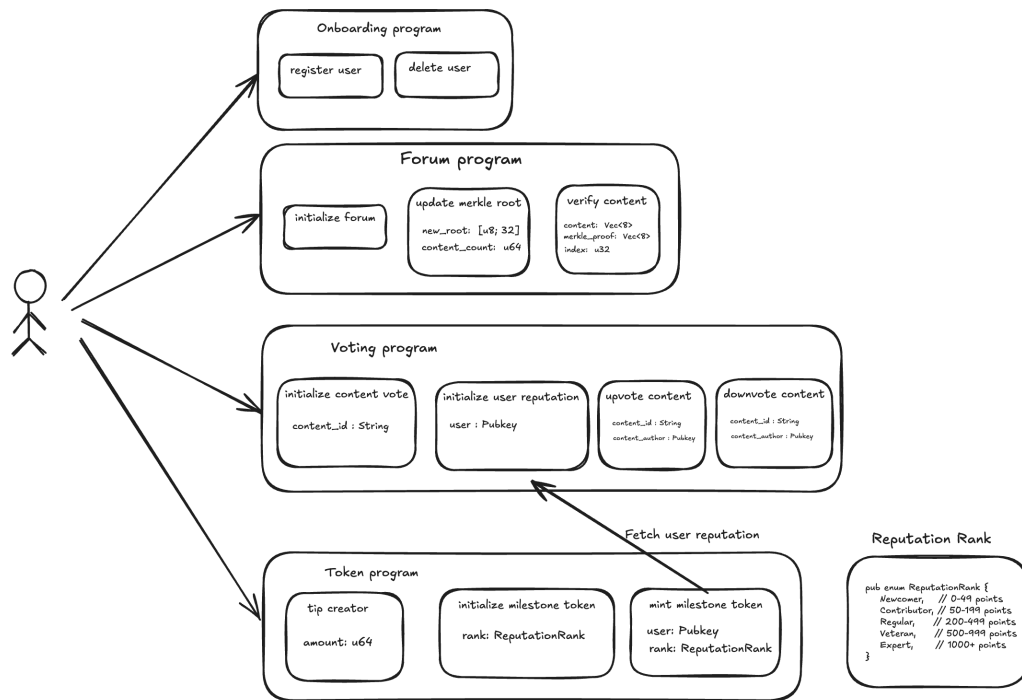 Onboarding program
register user
delete user
Forum program
initialize forum
update merkle root
new_root: [u8; 32]
content_count: u64
verify content
content: Vec<8>
merkle_proof: Vec<8>
index: u32
Voting program
initialize content vote
content_id : String
initialize user reputation
user : Pubkey
upvote content
content_id : String
content_author : Pubkey
downvote content
content_id : String
content_author : Pubkey
Fetch user reputation
Token program
tip creator
amount: u64
initialize milestone token
rank: ReputationRank
mint milestone token
user: Pubkey
rank: ReputationRank
Reputation Rank
pub enum ReputationRank {
Newcomer, // 0-49 points
Contributor, // 50-199 points
Regular, // 200-499 points
Veteran, // 500-999 points
Expert, // 1000+ points
}